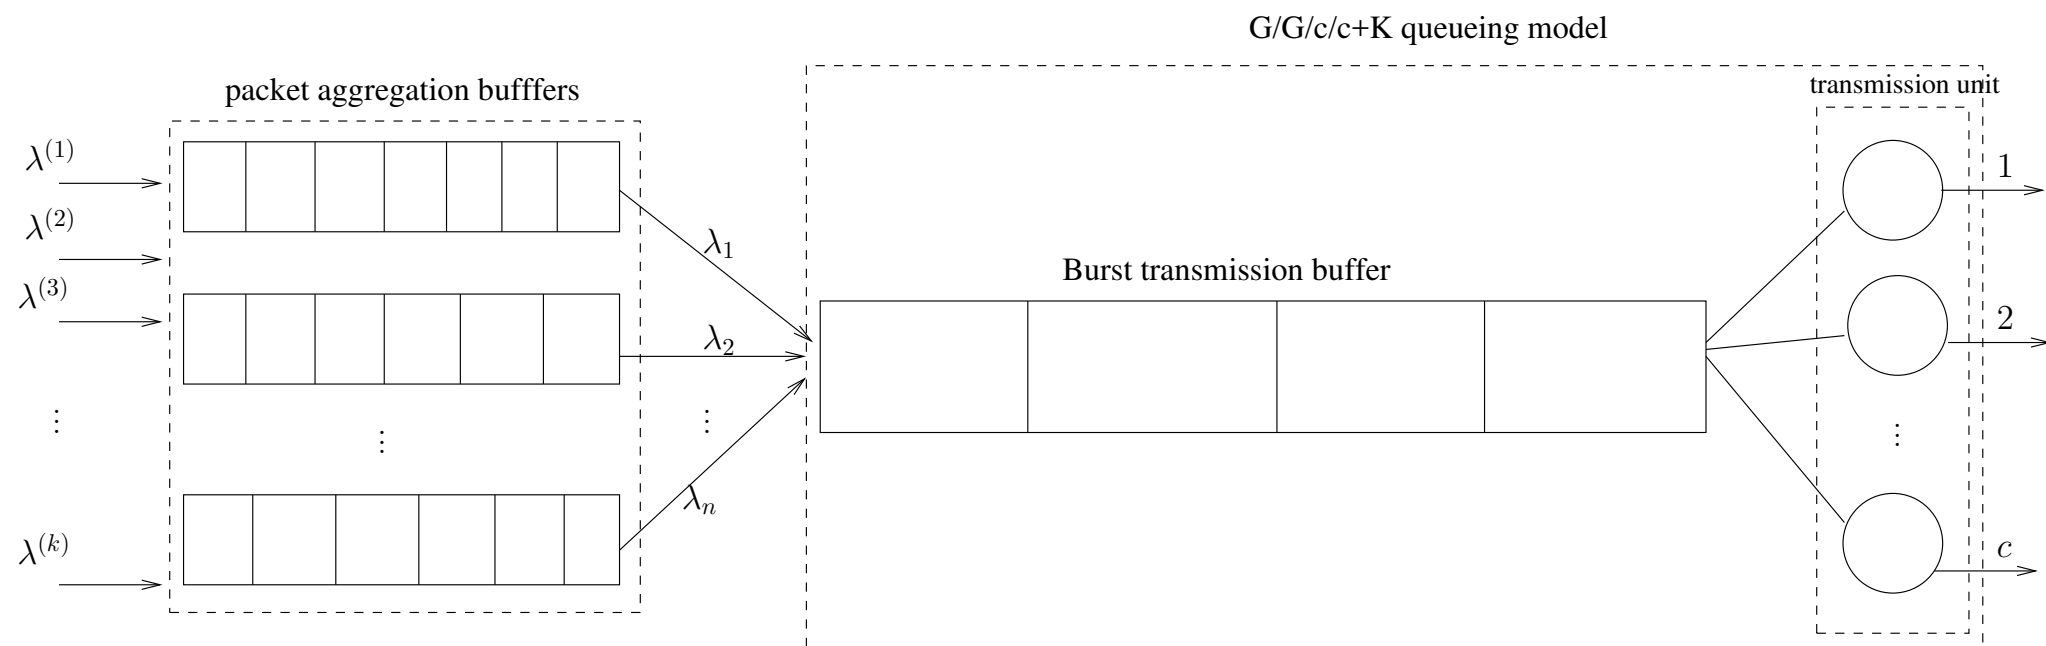 G/G/c/c+K queueing model
packet aggregation bufffers
transmission unit
λ^(1)
λ^(2)
λ^(3)
⋮
λ^(k)
⋮
λ_1
λ_2
⋮
λ_n
Burst transmission buffer
1
2
⋮
c